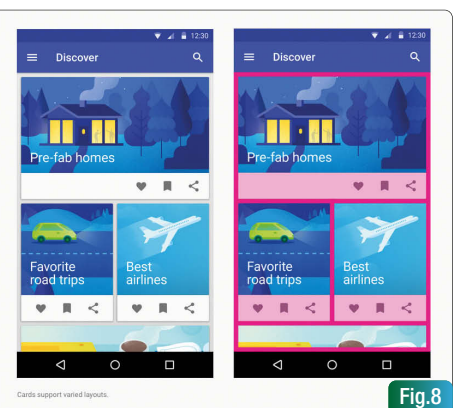 12:30
Discover
Pre-fab homes
Favorite
road trips
Best
airlines
12:30
Discover
Pre-fab homes
Favorite
road trips
Best
airlines
Cards support varied layouts.
Fig.8